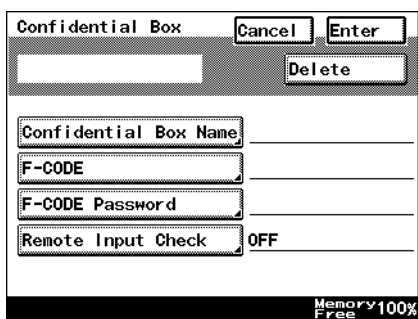 Confidential Box Cancel Enter
Delete
Confidential Box Name
F-CODE
F-CODE Password
Remote Input Check OFF
Memory
Free 100%